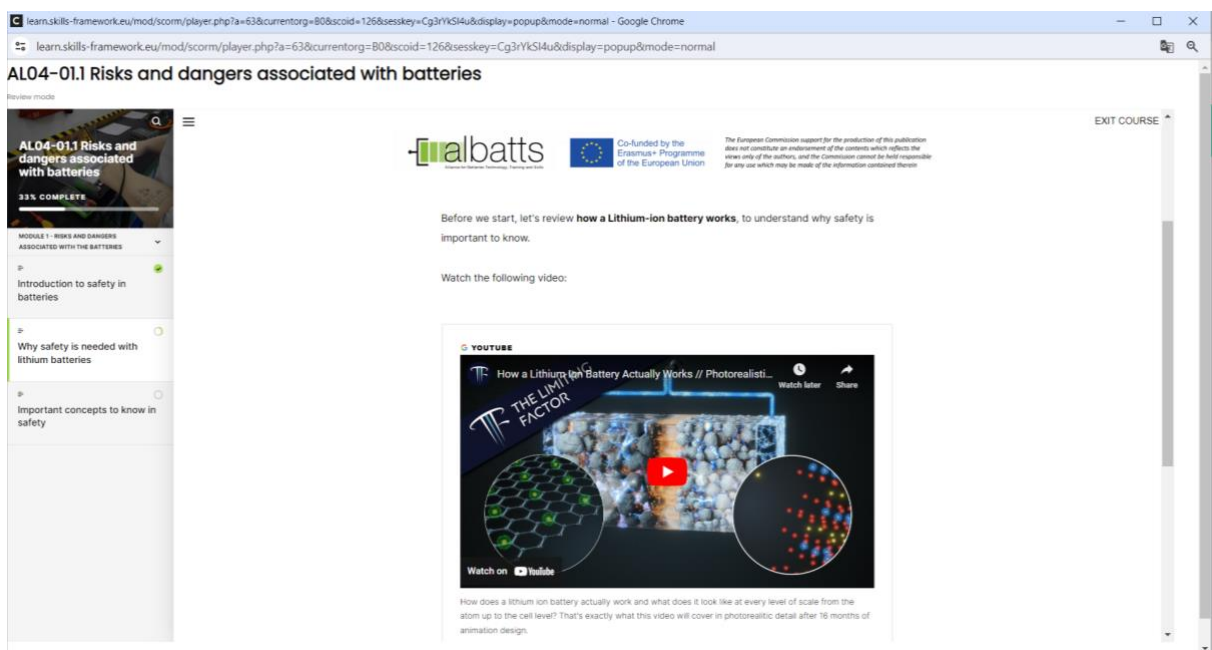 learn.skills-framework.eu/mod/scorm/player.php?a=63&currentorg=B0&scoid=126&sesskey=Cg3rYkSI4u&display=popup&mode=normal - Google Chrome
learn.skills-framework.eu/mod/scorm/player.php?a=63&currentorg=B0&scoid=126&sesskey=Cg3rYkSI4u&display=popup&mode=normal
AL04-01.1 Risks and dangers associated with batteries
Review mode
AL04-01.1 Risks and
dangers associated
with batteries
33% COMPLETE
MODULE 1 - RISKS AND DANGERS
ASSOCIATED WITH THE BATTERIES
Introduction to safety in
batteries
Why safety is needed with
lithium batteries
Important concepts to know in
safety
EXIT COURSE
albatts
Alliance for Batteries Technology, Training and Skills
Co-funded by the
Erasmus+ Programme
of the European Union
The European Commission support for the production of this publication
does not constitute an endorsement of the contents which reflects the
views only of the authors, and the Commission cannot be held responsible
for any use which may be made of the information contained therein
Before we start, let's review how a Lithium-ion battery works, to understand why safety is
important to know.
Watch the following video:
YOUTUBE
How a Lithium Ion Battery Actually Works // Photorealisti...
Watch later
Share
THE LIMITING
FACTOR
Watch on YouTube
How does a lithium ion battery actually work and what does it look like at every level of scale from the
atom up to the cell level? That's exactly what this video will cover in photorealitic detail after 16 months of
animation design.